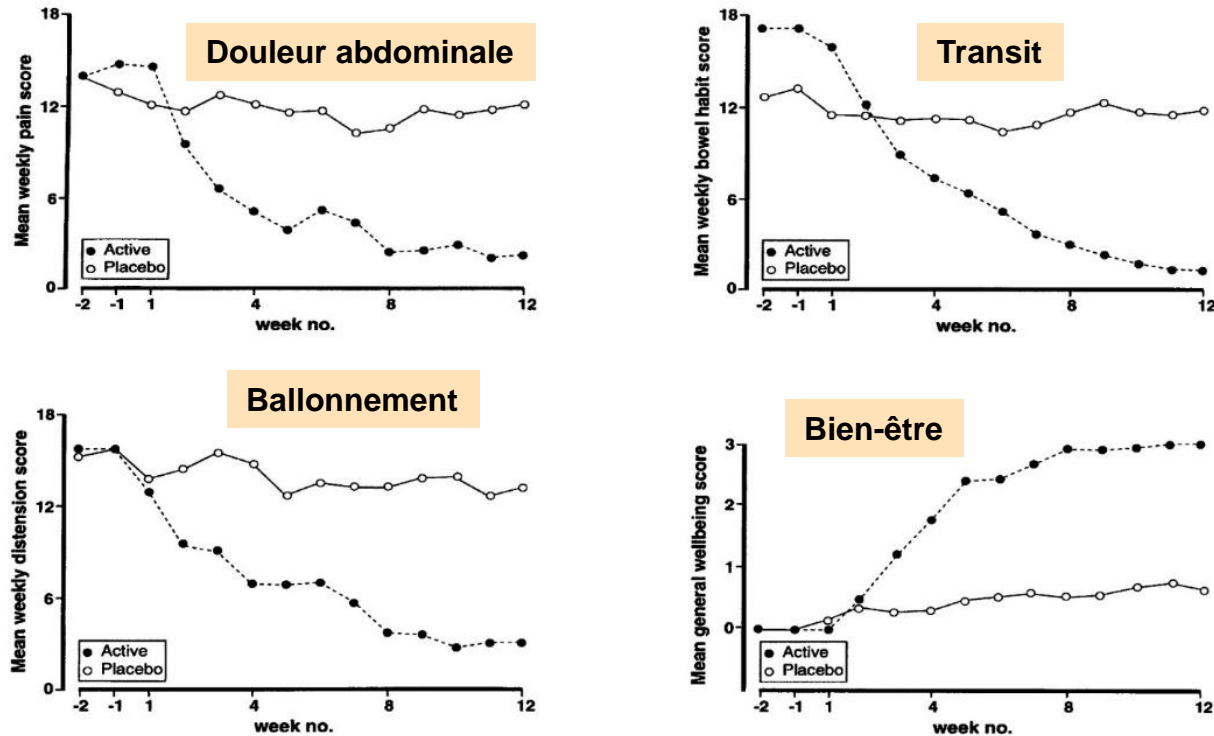 Douleur abdominale
Mean weekly pain score
18
12
6
0
Active
Placebo
-2 -1 1 4 8 12
week no.
Transit
Mean weekly bowel habit score
18
12
6
0
Active
Placebo
-2 -1 1 4 8 12
week no.
Ballonnement
Mean weekly distension score
18
12
6
0
Active
Placebo
-2 -1 1 4 8 12
week no.
Bien-être
Mean general wellbeing score
3
2
1
0
Active
Placebo
-2 -1 1 4 8 12
week no.